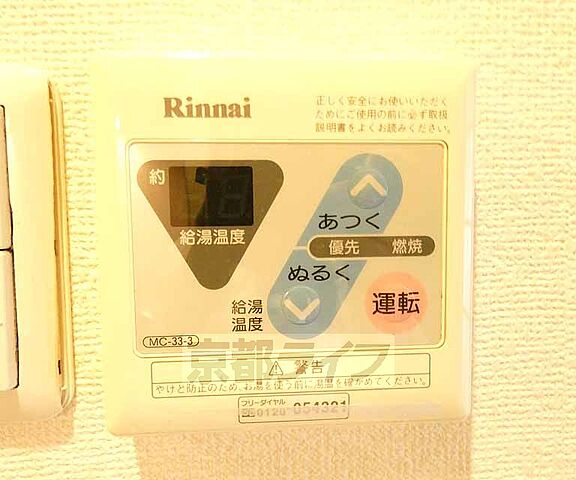 Rinnai
正しく安全にお使いいただく
ためにご使用の前に必ず取扱
説明書をよくお読みください。
約
給湯温度
あつく
優先 燃焼
ぬるく
給湯
温度
運転
MC-33-3
京都ライフ
⚠ 警告
やけど防止のため、お湯を使う前に湯温を確かめてください。
フリーダイヤル
0120 054321